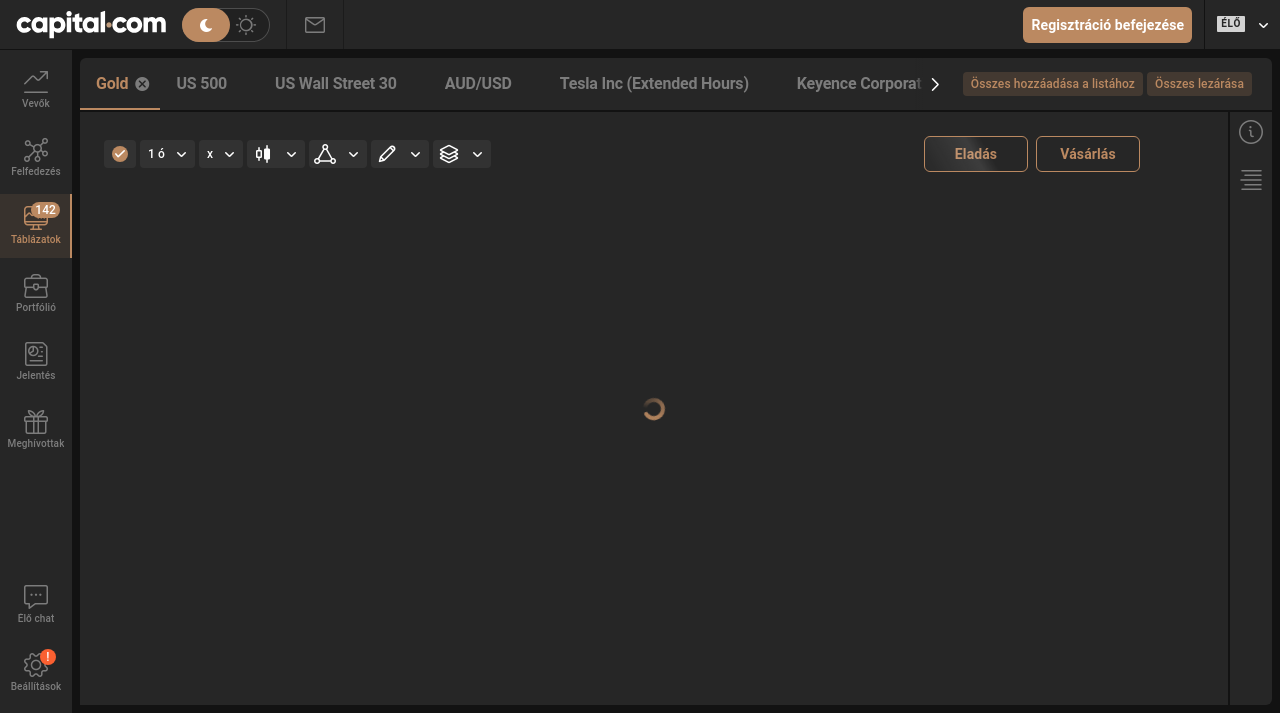 capital.com
Regisztráció befejezése
ÉLŐ
Gold
US 500
US Wall Street 30
AUD/USD
Tesla Inc (Extended Hours)
Keyence Corporat
Összes hozzáadása a listához
Összes lezárása
Vevők
Felfedezés
142
Táblázatok
Portfólió
Jelentés
Meghívottak
Élő chat
!
Beállítások
1 ó
x
Eladás
Vásárlás